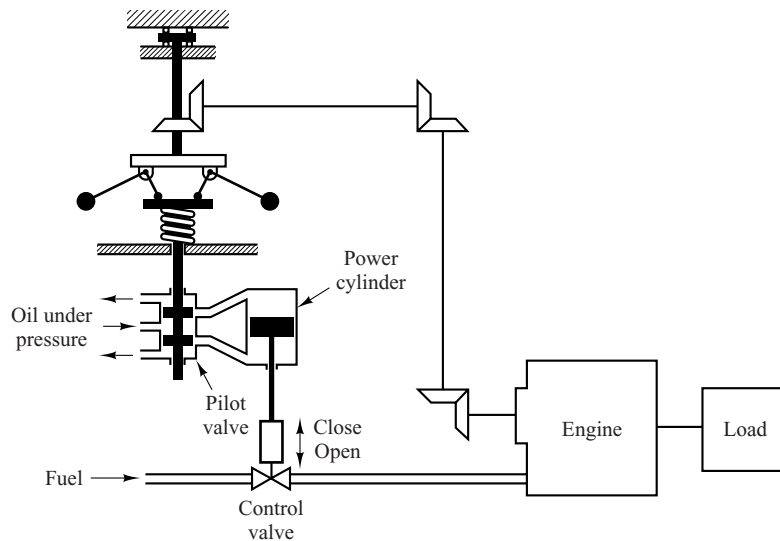 Power
cylinder
Oil under
pressure
Pilot
valve
Close
Open
Engine
Load
Fuel
Control
valve